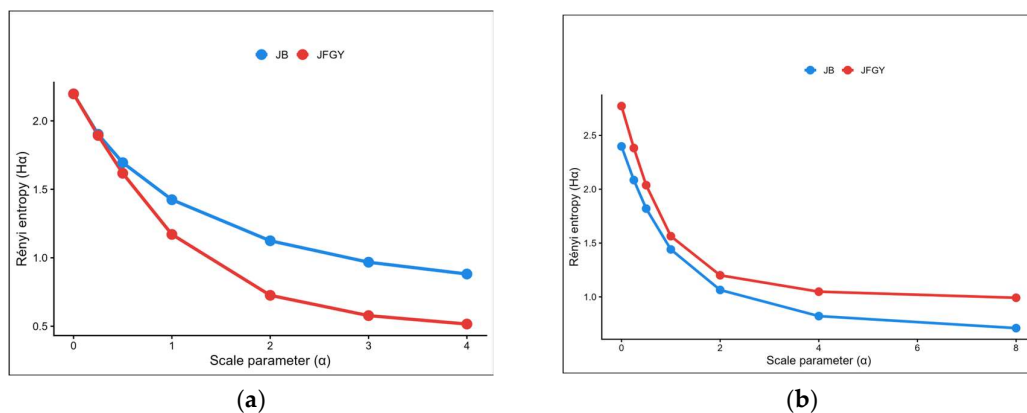 JB JFGY
2.0
1.5
1.0
0.5
Rényi entropy (Hα)
0 1 2 3 4
Scale parameter (α)
(a)
JB JFGY
2.5
2.0
1.5
1.0
Rényi entropy (Hα)
0 2 4 6 8
Scale parameter (α)
(b)